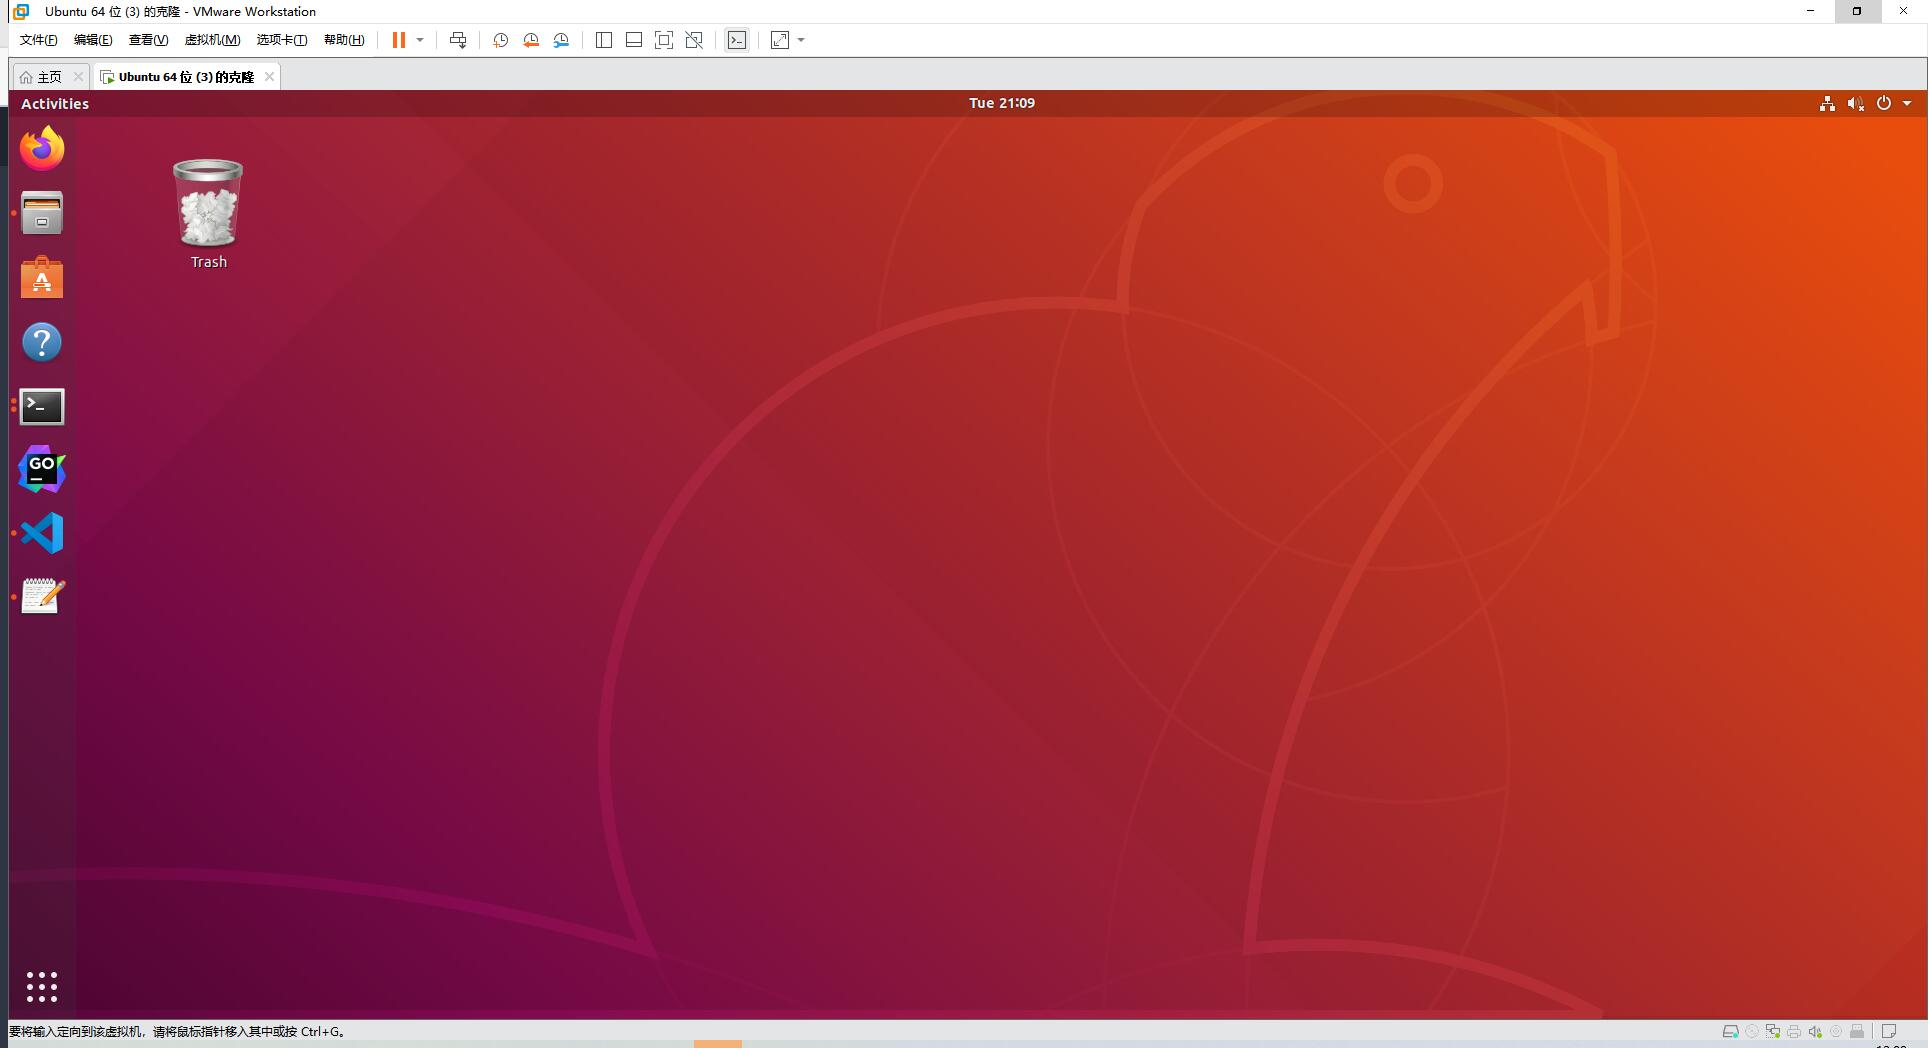 Ubuntu 64 位 (3) 的克隆 - VMware Workstation
文件(F) 编辑(E) 查看(V) 虚拟机(M) 选项卡(T) 帮助(H)
主页 Ubuntu 64 位 (3) 的克隆
Activities Tue 21:09
Trash
GO
要将输入定向到该虚拟机，请将鼠标指针移入其中或按 Ctrl+G。